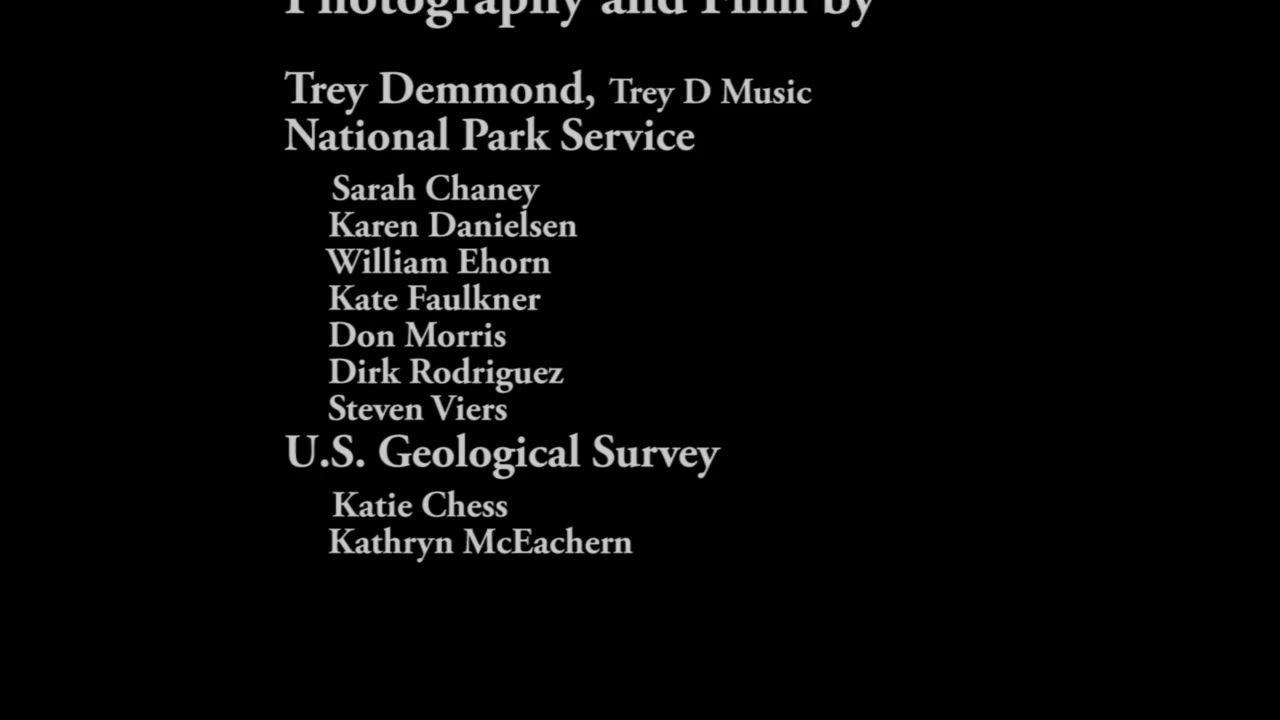 Photography and Film by
Trey Demmond, Trey D Music
National Park Service
Sarah Chaney
Karen Danielsen
William Ehorn
Kate Faulkner
Don Morris
Dirk Rodriguez
Steven Viers
U.S. Geological Survey
Katie Chess
Kathryn McEachern